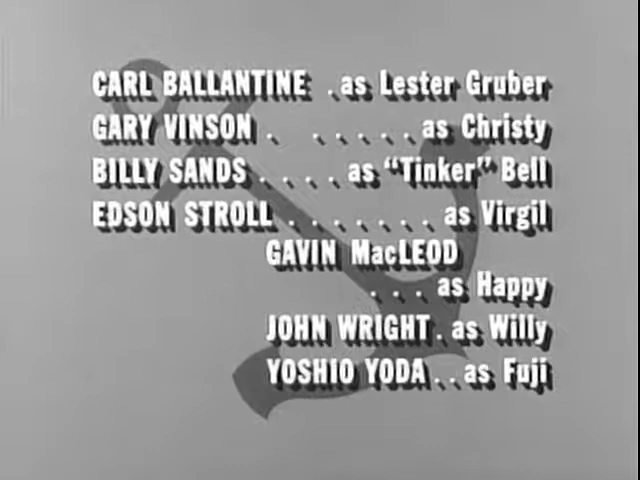 CARL BALLANTINE . as Lester Gruber
GARY VINSON . . . . . . as Christy
BILLY SANDS . . . . as "Tinker" Bell
EDSON STROLL . . . . . . . as Virgil
GAVIN MacLEOD
. . . as Happy
JOHN WRIGHT . as Willy
YOSHIO YODA . . as Fuji